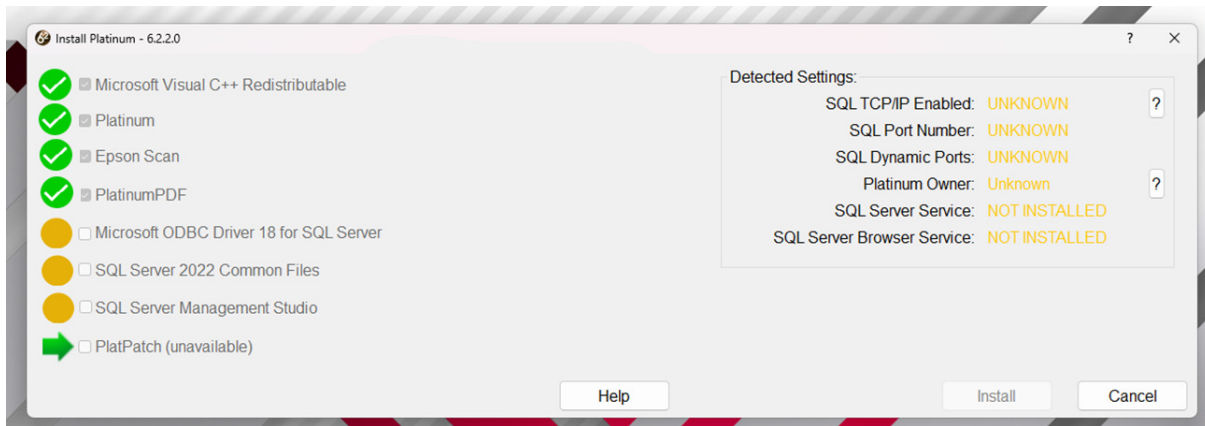 Install Platinum - 6.2.2.0
?
Microsoft Visual C++ Redistributable
Platinum
Epson Scan
PlatinumPDF
Microsoft ODBC Driver 18 for SQL Server
SQL Server 2022 Common Files
SQL Server Management Studio
PlatPatch (unavailable)
Detected Settings:
SQL TCP/IP Enabled: UNKNOWN ?
SQL Port Number: UNKNOWN
SQL Dynamic Ports: UNKNOWN
Platinum Owner: Unknown ?
SQL Server Service: NOT INSTALLED
SQL Server Browser Service: NOT INSTALLED
Help
Install
Cancel